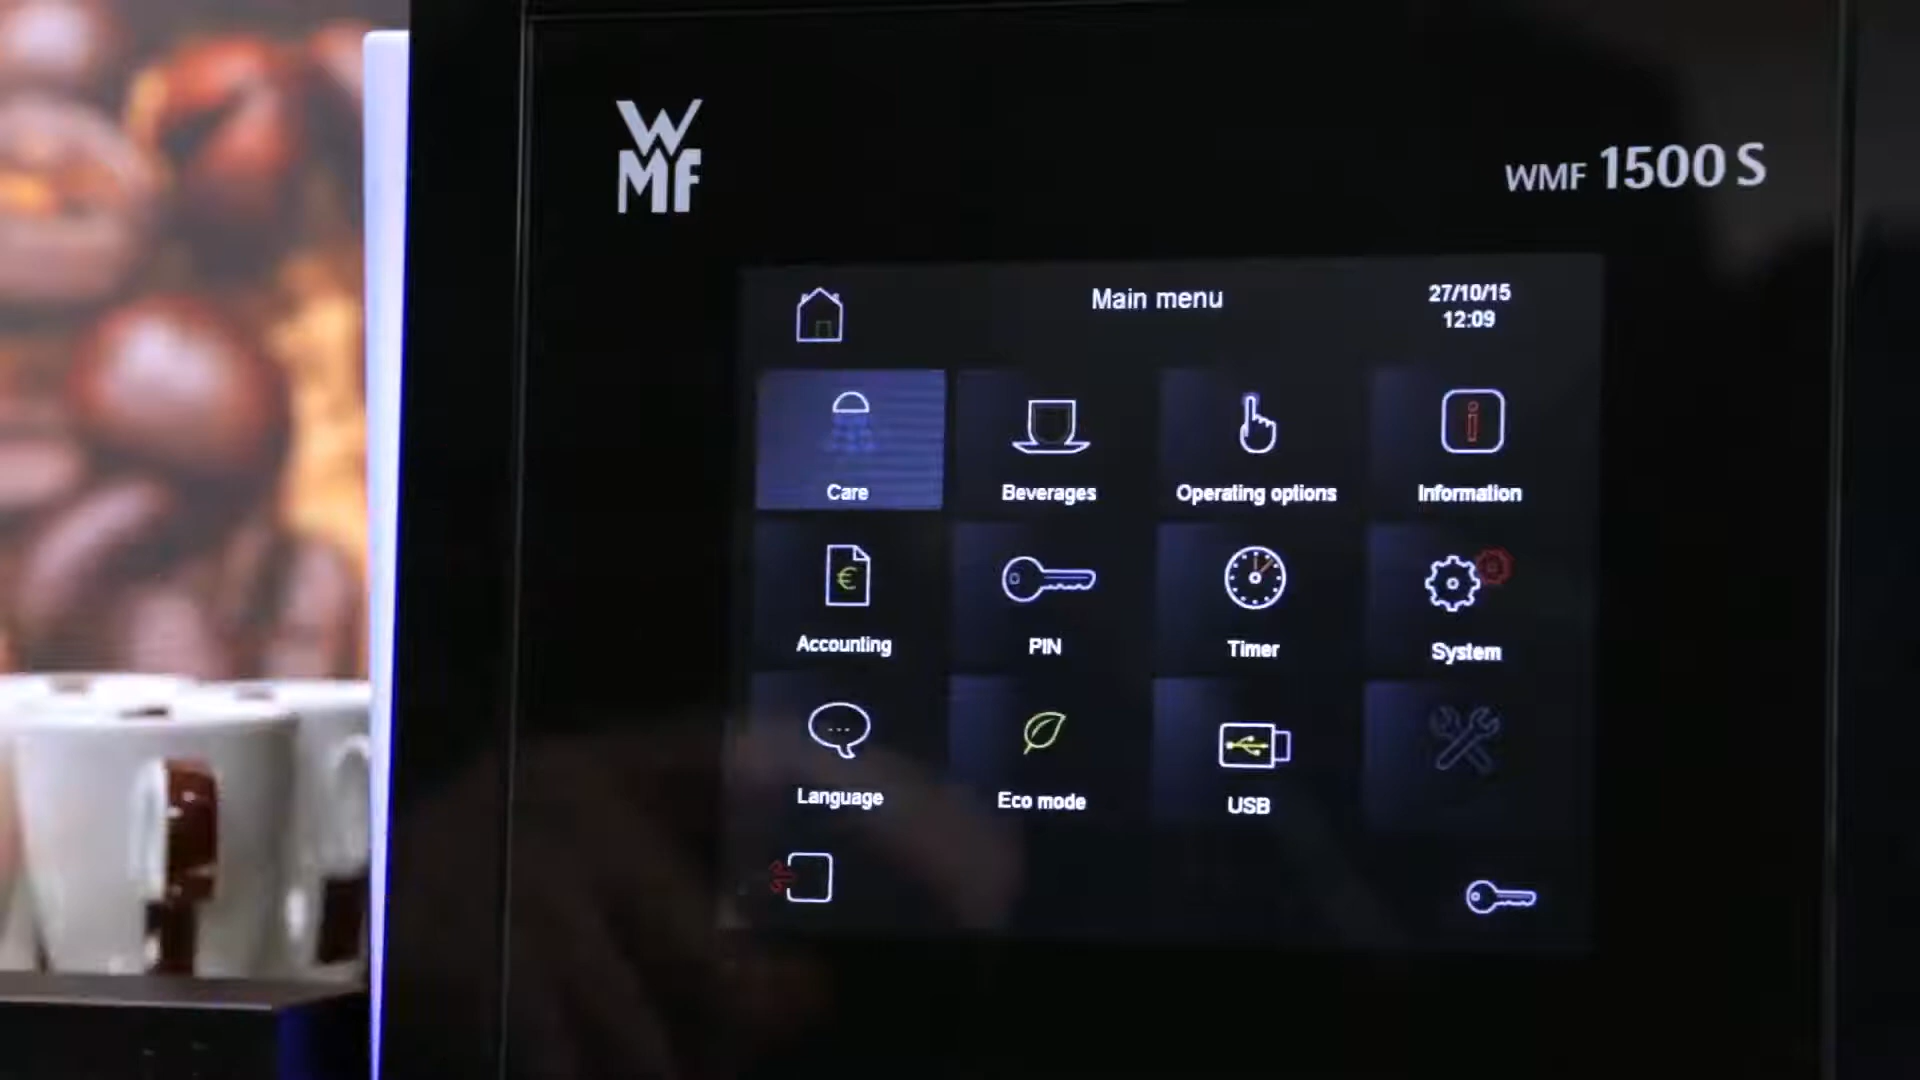 WMF
WMF 1500 S
Main menu
27/10/15
12:09
Care
Beverages
Operating options
Information
Accounting
PIN
Timer
System
Language
Eco mode
USB